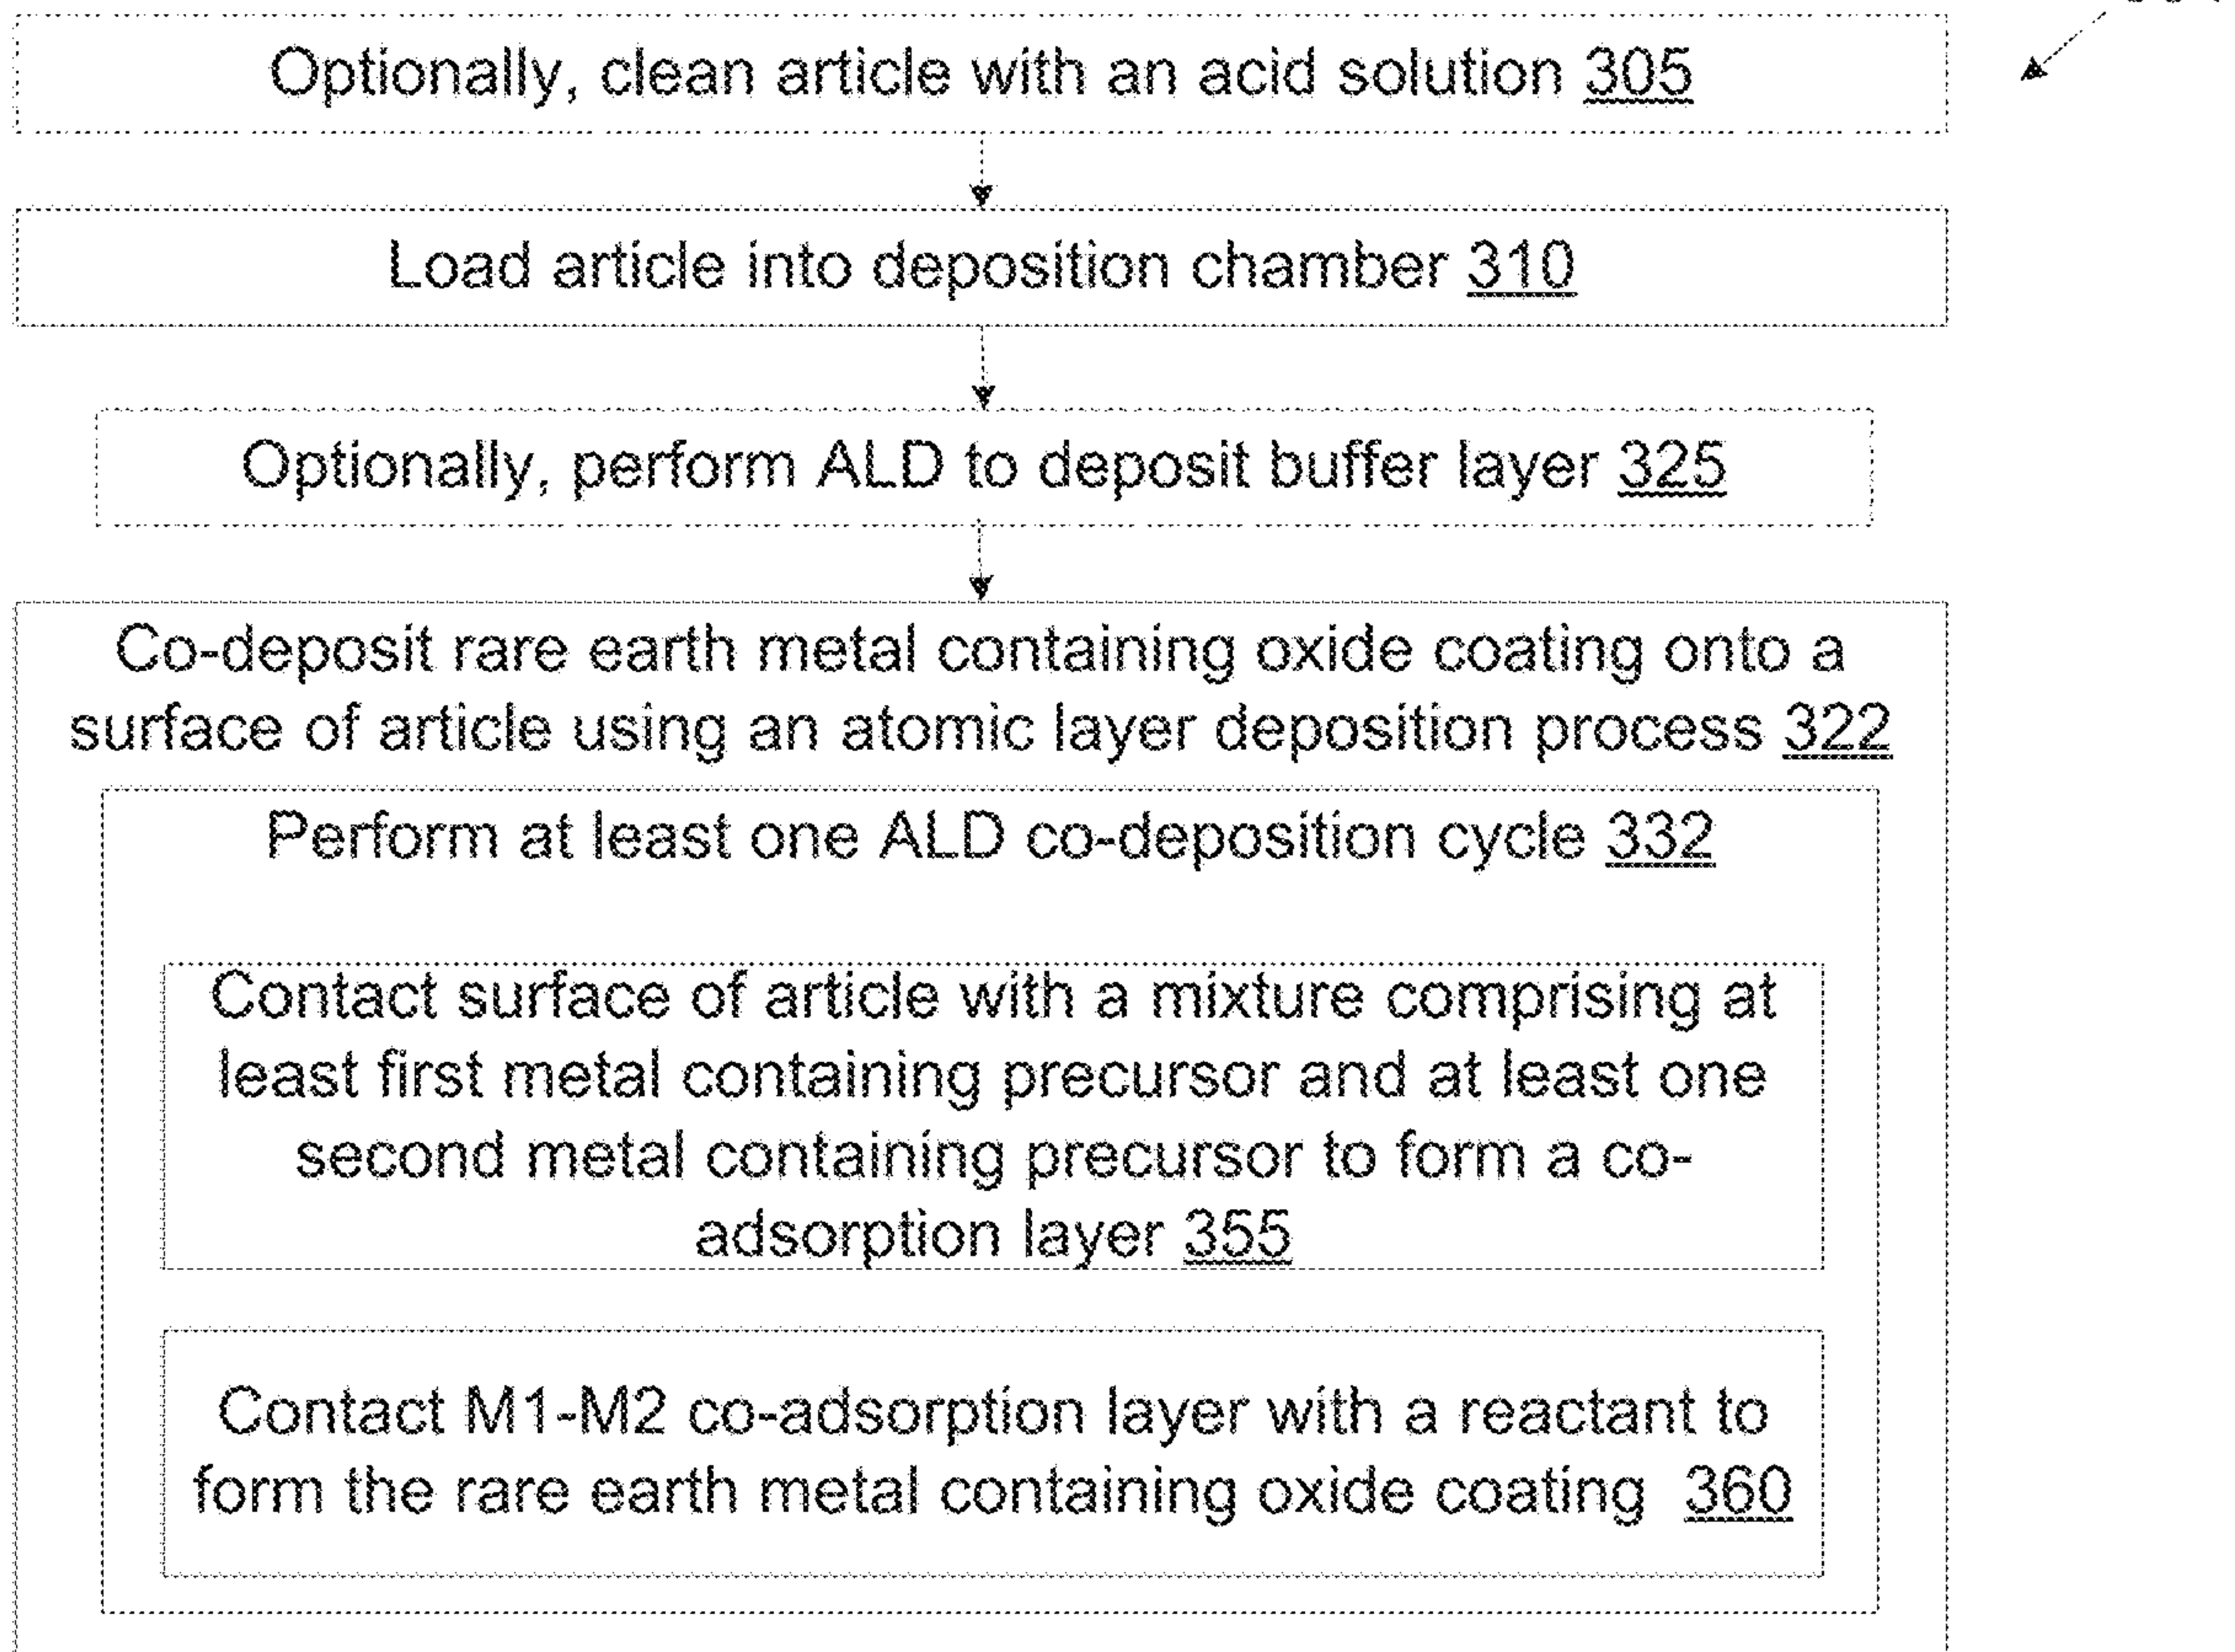 Optionally, clean article with an acid solution 305
Load article into deposition chamber 310
Optionally, perform ALD to deposit buffer layer 325
Co-deposit rare earth metal containing oxide coating onto a
surface of article using an atomic layer deposition process 322
Perform at least one ALD co-deposition cycle 332
Contact surface of article with a mixture comprising at
least first metal containing precursor and at least one
second metal containing precursor to form a co-
adsorption layer 355
Contact M1-M2 co-adsorption layer with a reactant to
form the rare earth metal containing oxide coating 360